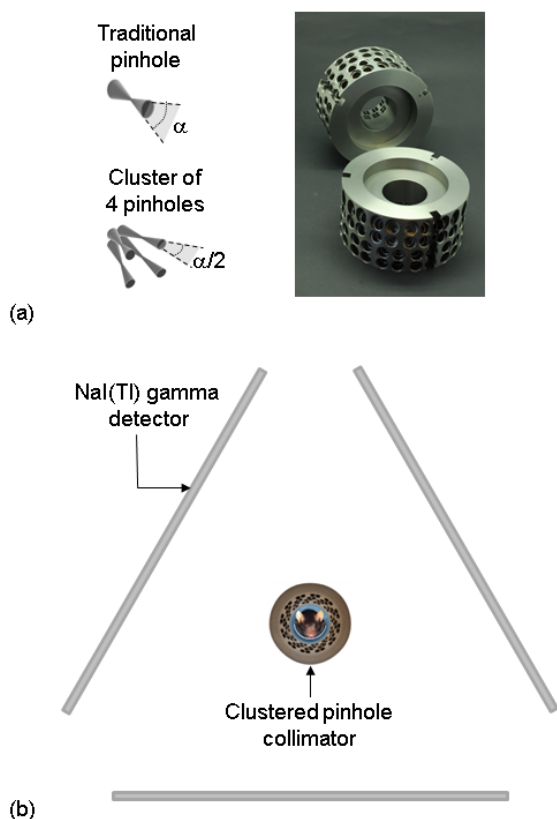 Traditional
pinhole
α
Cluster of
4 pinholes
α/2
(a)
NaI(Tl) gamma
detector
Clustered pinhole
collimator
(b)